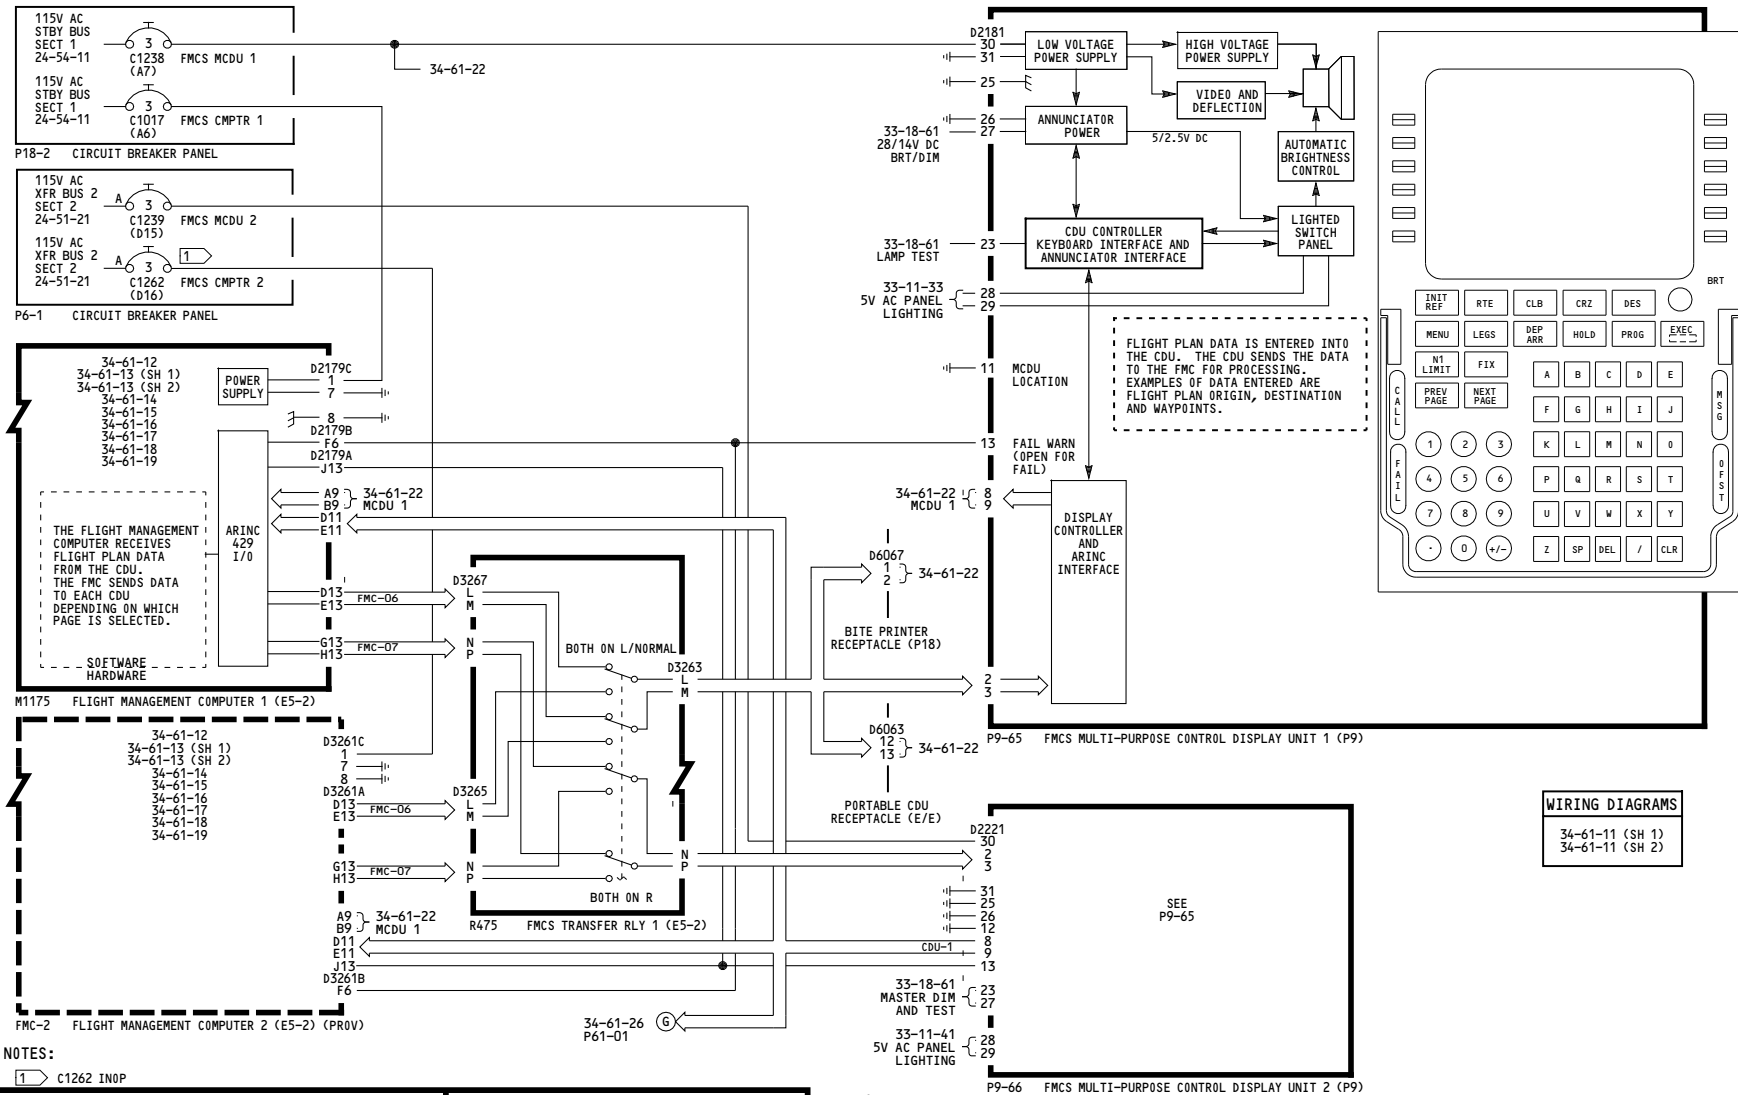 115V AC
STBY BUS
SECT 1
24-54-11
3
C1238
(A7)
FMCS MCDU 1
115V AC
STBY BUS
SECT 1
24-54-11
3
C1017
(A6)
FMCS CMPTR 1
P18-2 CIRCUIT BREAKER PANEL
34-61-22
115V AC
XFR BUS 2
SECT 2
24-51-21
A
3
C1239
(D15)
FMCS MCDU 2
115V AC
XFR BUS 2
SECT 2
24-51-21
A
3
1
C1262
(D16)
FMCS CMPTR 2
P6-1 CIRCUIT BREAKER PANEL
34-61-12
34-61-13 (SH 1)
34-61-13 (SH 2)
34-61-14
34-61-15
34-61-16
34-61-17
34-61-18
34-61-19
POWER
SUPPLY
D2179C
1
7
8
D2179B
F6
D2179A
J13
A9
B9
34-61-22
MCDU 1
D11
E11
ARINC
429
I/O
THE FLIGHT MANAGEMENT
COMPUTER RECEIVES
FLIGHT PLAN DATA
FROM THE CDU.
THE FMC SENDS DATA
TO EACH CDU
DEPENDING ON WHICH
PAGE IS SELECTED.
SOFTWARE
HARDWARE
D13
E13
FMC-06
G13
H13
FMC-07
M1175 FLIGHT MANAGEMENT COMPUTER 1 (E5-2)
34-61-12
34-61-13 (SH 1)
34-61-13 (SH 2)
34-61-14
34-61-15
34-61-16
34-61-17
34-61-18
34-61-19
D3261C
1
7
8
D3261A
D13
E13
FMC-06
G13
H13
FMC-07
A9
B9
34-61-22
MCDU 1
D11
E11
J13
D3261B
F6
FMC-2 FLIGHT MANAGEMENT COMPUTER 2 (E5-2) (PROV)
NOTES:
1 C1262 INOP
D3267
L
M
N
P
BOTH ON L/NORMAL
D3263
L
M
D3265
L
M
N
P
N
P
BOTH ON R
R475 FMCS TRANSFER RLY 1 (E5-2)
34-61-26
P61-01
G
D6067
1
2
34-61-22
BITE PRINTER
RECEPTACLE (P18)
D6063
12
13
34-61-22
PORTABLE CDU
RECEPTACLE (E/E)
D2181
30
31
25
26
27
33-18-61
28/14V DC
BRT/DIM
33-18-61
LAMP TEST
23
33-11-33
5V AC PANEL
LIGHTING
28
29
11
MCDU
LOCATION
13
FAIL WARN
(OPEN FOR
FAIL)
34-61-22
MCDU 1
8
9
2
3
LOW VOLTAGE
POWER SUPPLY
HIGH VOLTAGE
POWER SUPPLY
VIDEO AND
DEFLECTION
ANNUNCIATOR
POWER
5/2.5V DC
AUTOMATIC
BRIGHTNESS
CONTROL
LIGHTED
SWITCH
PANEL
CDU CONTROLLER
KEYBOARD INTERFACE AND
ANNUNCIATOR INTERFACE
FLIGHT PLAN DATA IS ENTERED INTO
THE CDU. THE CDU SENDS THE DATA
TO THE FMC FOR PROCESSING.
EXAMPLES OF DATA ENTERED ARE
FLIGHT PLAN ORIGIN, DESTINATION
AND WAYPOINTS.
DISPLAY
CONTROLLER
AND
ARINC
INTERFACE
P9-65 FMCS MULTI-PURPOSE CONTROL DISPLAY UNIT 1 (P9)
BRT
INIT
REF
RTE
CLB
CRZ
DES
MENU
LEGS
DEP
ARR
HOLD
PROG
EXEC
N1
LIMIT
FIX
PREV
PAGE
NEXT
PAGE
A B C D E
F G H I J
K L M N O
P Q R S T
U V W X Y
Z SP DEL / CLR
1 2 3
4 5 6
7 8 9
. 0 +/-
CALL
FAIL
MSG
OFST
WIRING DIAGRAMS
34-61-11 (SH 1)
34-61-11 (SH 2)
D2221
30
2
3
31
25
26
12
CDU-1
8
9
13
33-18-61
MASTER DIM
AND TEST
23
27
33-11-41
5V AC PANEL
LIGHTING
28
29
SEE
P9-65
P9-66 FMCS MULTI-PURPOSE CONTROL DISPLAY UNIT 2 (P9)